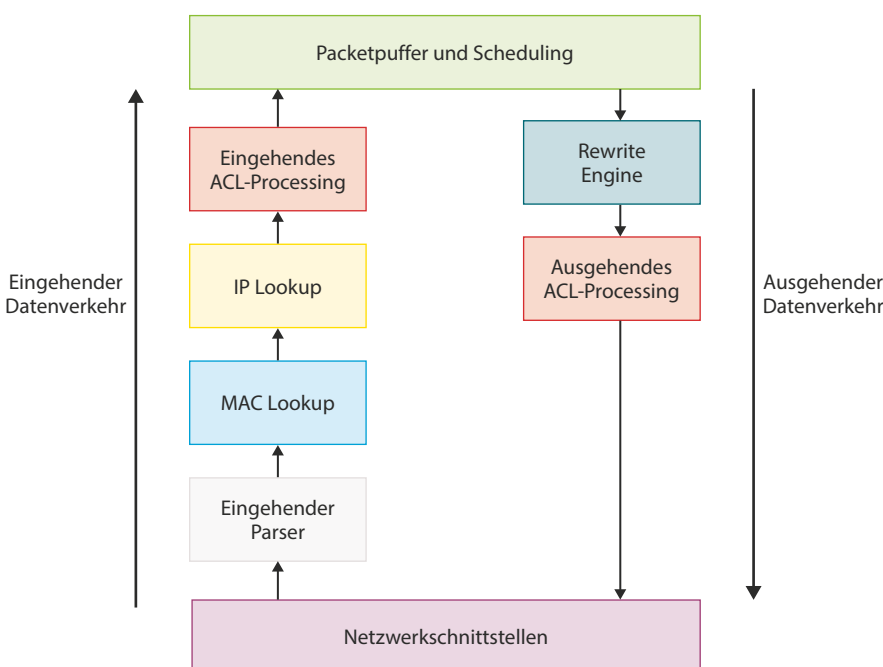 Packetpuffer und Scheduling
Eingehendes
ACL-Processing
Rewrite
Engine
IP Lookup
Ausgehendes
ACL-Processing
Eingehender
Datenverkehr
Ausgehender
Datenverkehr
MAC Lookup
Eingehender
Parser
Netzwerkschnittstellen